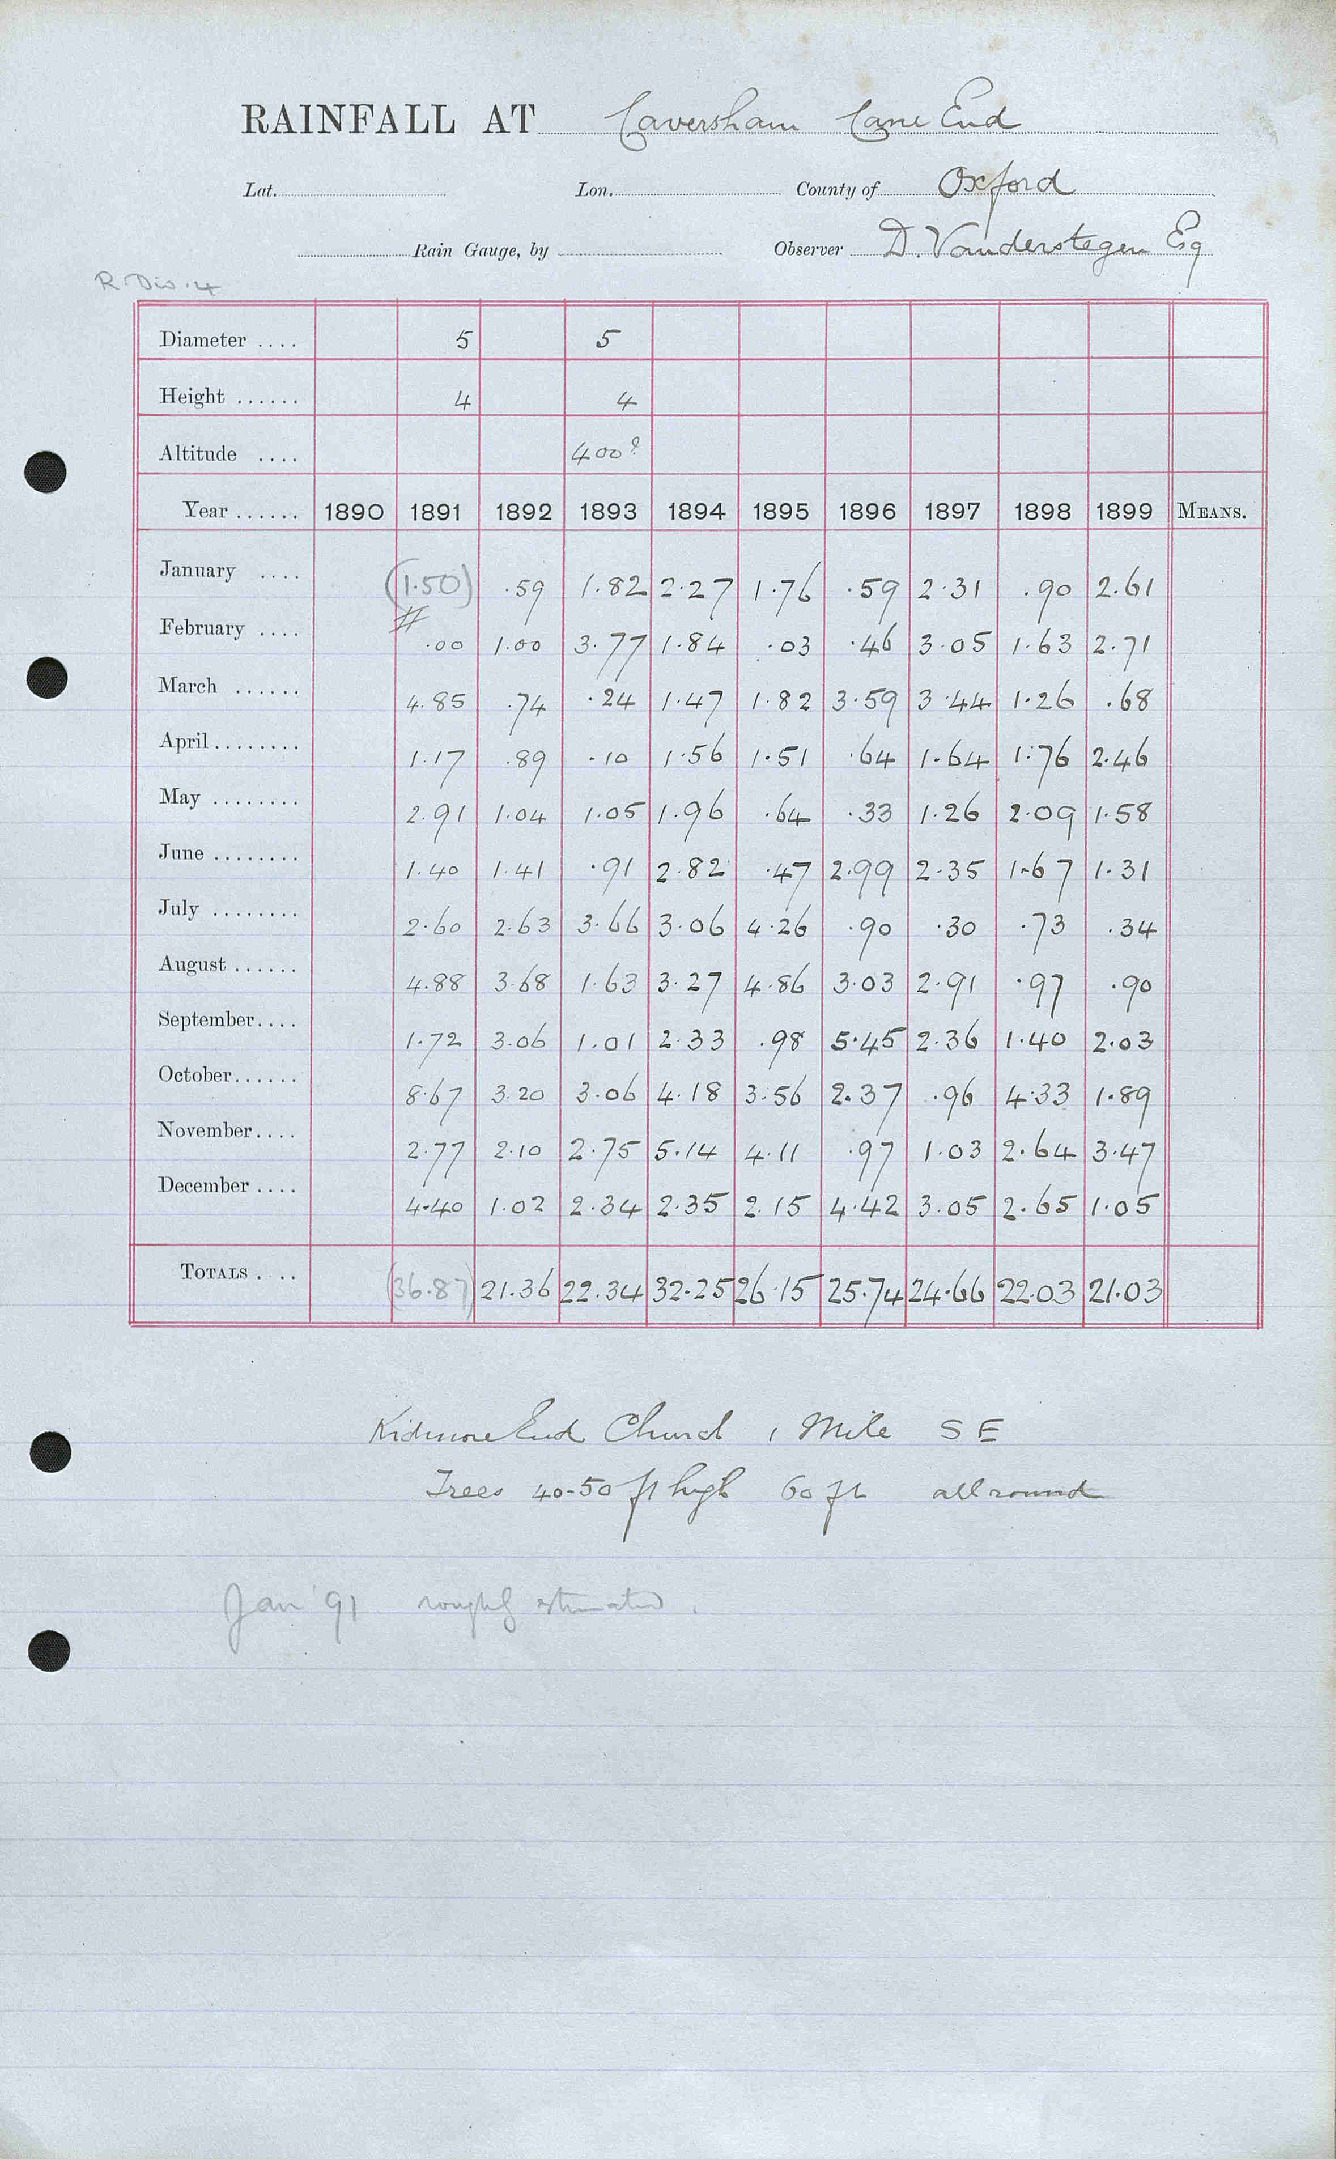 RAINFALL AT Caversham Cane End
Lat. Lon. County of Oxford
Rain Gauge, by Observer D. Vanderstegen Esq
R. Div. 4
Diameter .... 5 5
Height ...... 4 4
Altitude .... 400?
Year ...... 1890 1891 1892 1893 1894 1895 1896 1897 1898 1899 MEANS.
January .... (1.50) .59 1.82 2.27 1.76 .59 2.31 .90 2.61
February .... # .00 1.00 3.77 1.84 .03 .46 3.05 1.63 2.71
March ...... 4.85 .74 .24 1.47 1.82 3.59 3.44 1.26 .68
April ........ 1.17 .89 .10 1.56 1.51 .64 1.64 1.76 2.46
May ........ 2.91 1.04 1.05 1.96 .64 .33 1.26 2.09 1.58
June ........ 1.40 1.41 .91 2.82 .47 2.99 2.35 1.67 1.31
July ........ 2.60 2.63 3.66 3.06 4.26 .90 .30 .73 .34
August ...... 4.88 3.68 1.63 3.27 4.86 3.03 2.91 .97 .90
September .... 1.72 3.06 1.01 2.33 .98 5.45 2.36 1.40 2.03
October ...... 8.67 3.20 3.06 4.18 3.56 2.37 .96 4.33 1.89
November .... 2.77 2.10 2.75 5.14 4.11 .97 1.03 2.64 3.47
December .... 4.40 1.02 2.34 2.35 2.15 4.42 3.05 2.65 1.05
TOTALS .... (36.87) 21.36 22.34 32.25 26.15 25.74 24.66 22.03 21.03
Kidmore End Church 1 Mile S E
Trees 40-50 ft high 60 ft all round
Jan '91 roughly estimated.